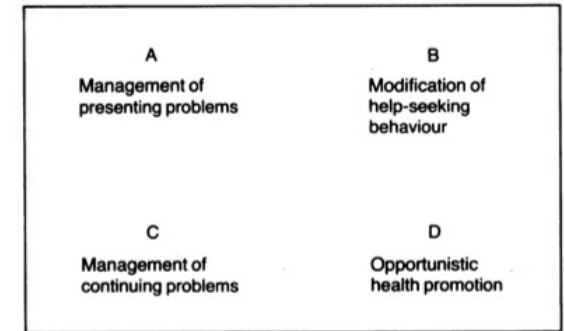 A
Management of
presenting problems
B
Modification of
help-seeking
behaviour
C
Management of
continuing problems
D
Opportunistic
health promotion